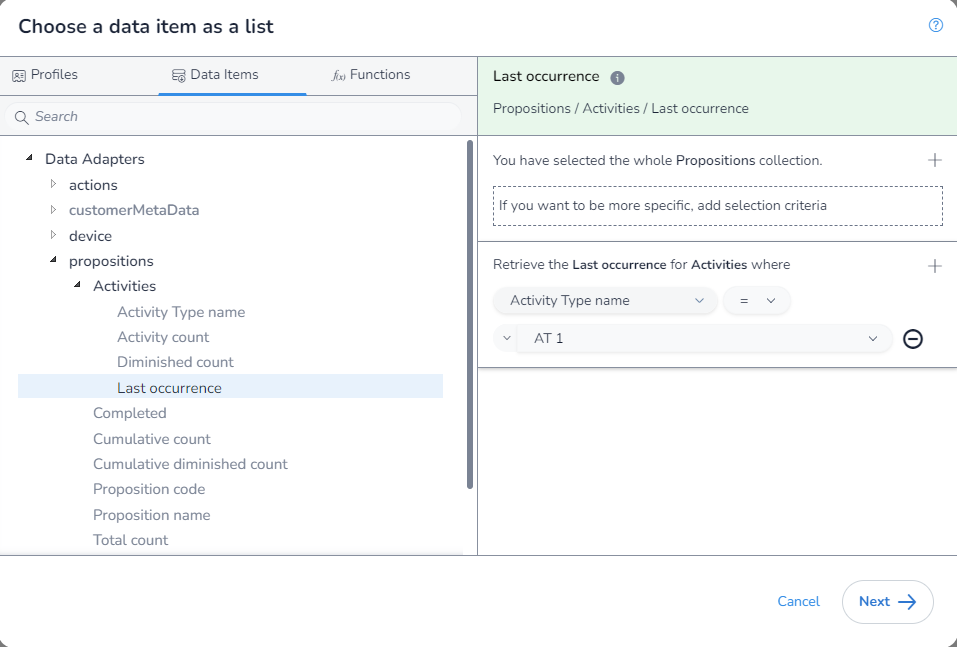 Choose a data item as a list
?
Profiles
Data Items
f(x) Functions
Search
Data Adapters
actions
customerMetaData
device
propositions
Activities
Activity Type name
Activity count
Diminished count
Last occurrence
Completed
Cumulative count
Cumulative diminished count
Proposition code
Proposition name
Total count
Last occurrence i
Propositions / Activities / Last occurrence
You have selected the whole Propositions collection.
If you want to be more specific, add selection criteria
Retrieve the Last occurrence for Activities where
Activity Type name =
AT 1
Cancel
Next